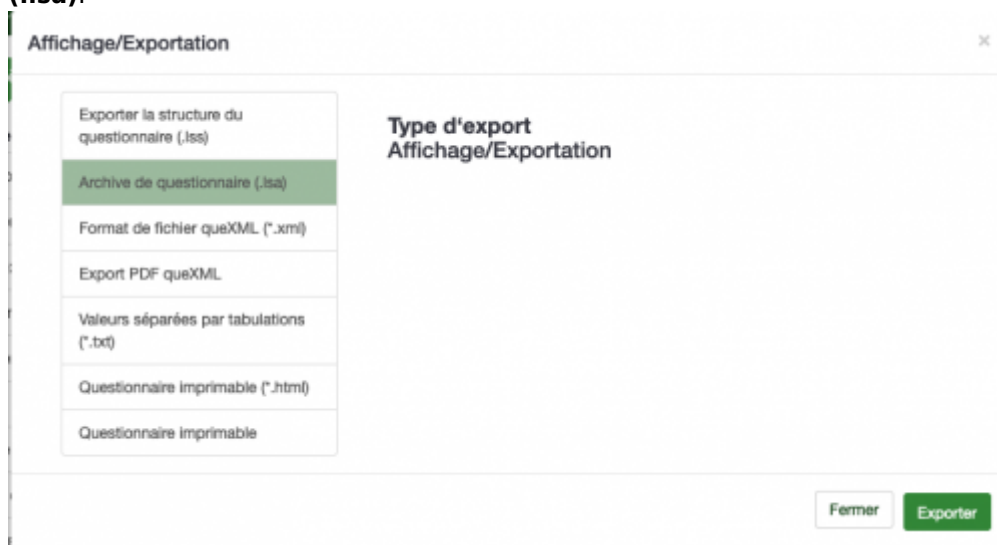 (.lsa).
Affichage/Exportation
×
Exporter la structure du
questionnaire (.lss)
Archive de questionnaire (.lsa)
Format de fichier queXML (*.xml)
Export PDF queXML
Valeurs séparées par tabulations
(*.txt)
Questionnaire imprimable (*.html)
Questionnaire imprimable
Type d'export
Affichage/Exportation
Fermer
Exporter